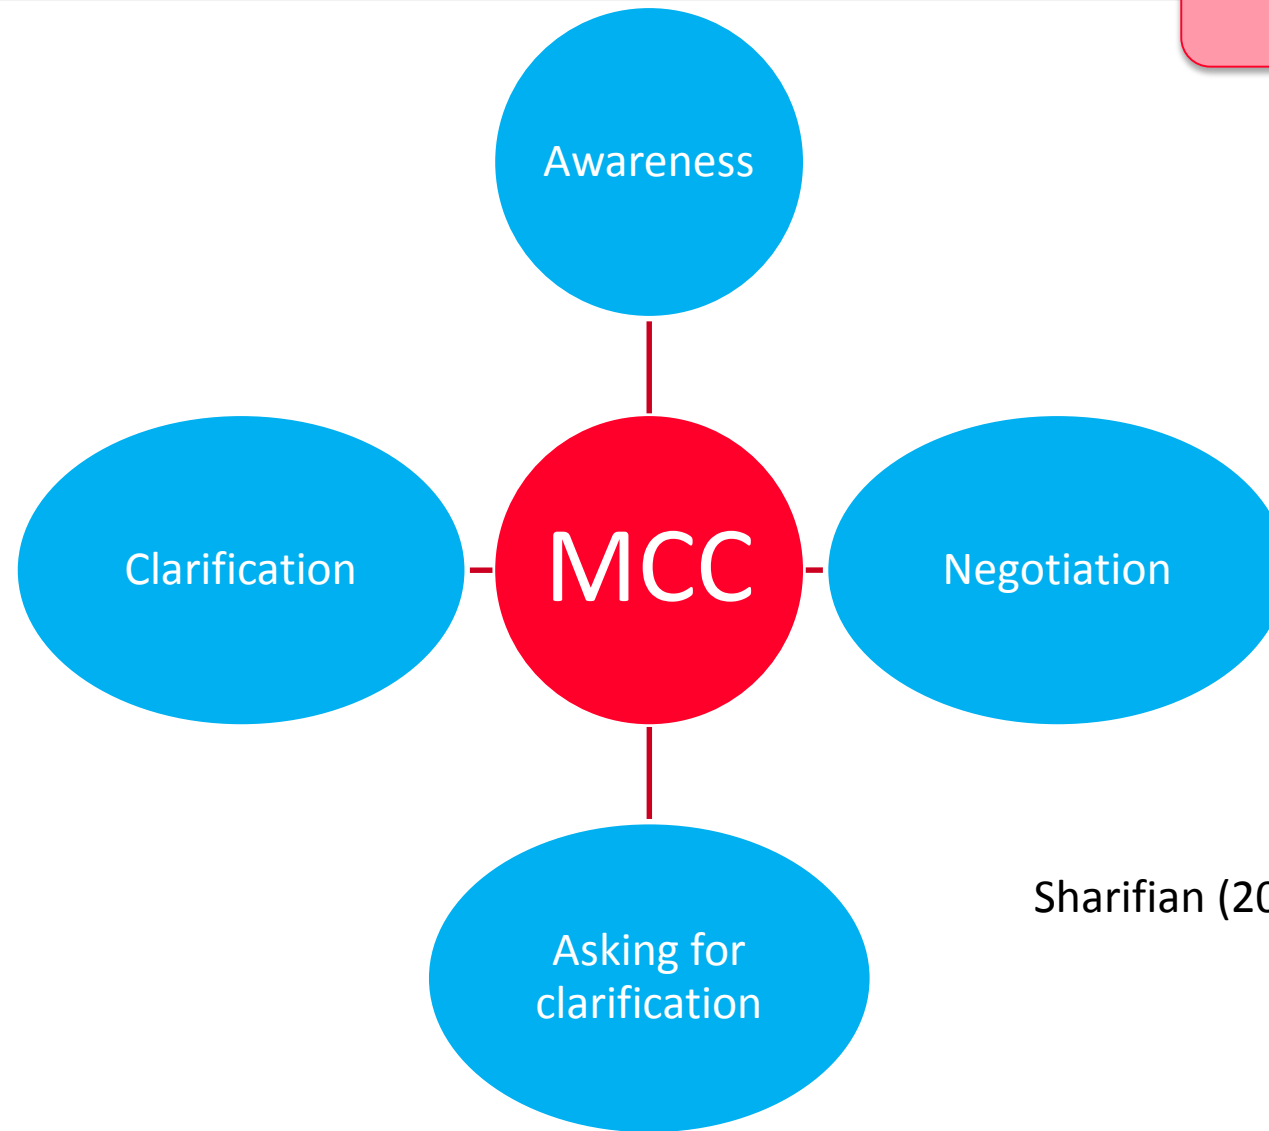 Awareness
Clarification
MCC
Negotiation
Sharifian (20
Asking for
clarification